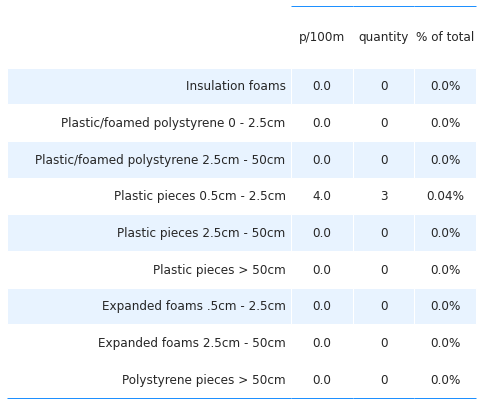 p/100m quantity % of total
Insulation foams 0.0 0 0.0%
Plastic/foamed polystyrene 0 - 2.5cm 0.0 0 0.0%
Plastic/foamed polystyrene 2.5cm - 50cm 0.0 0 0.0%
Plastic pieces 0.5cm - 2.5cm 4.0 3 0.04%
Plastic pieces 2.5cm - 50cm 0.0 0 0.0%
Plastic pieces > 50cm 0.0 0 0.0%
Expanded foams .5cm - 2.5cm 0.0 0 0.0%
Expanded foams 2.5cm - 50cm 0.0 0 0.0%
Polystyrene pieces > 50cm 0.0 0 0.0%